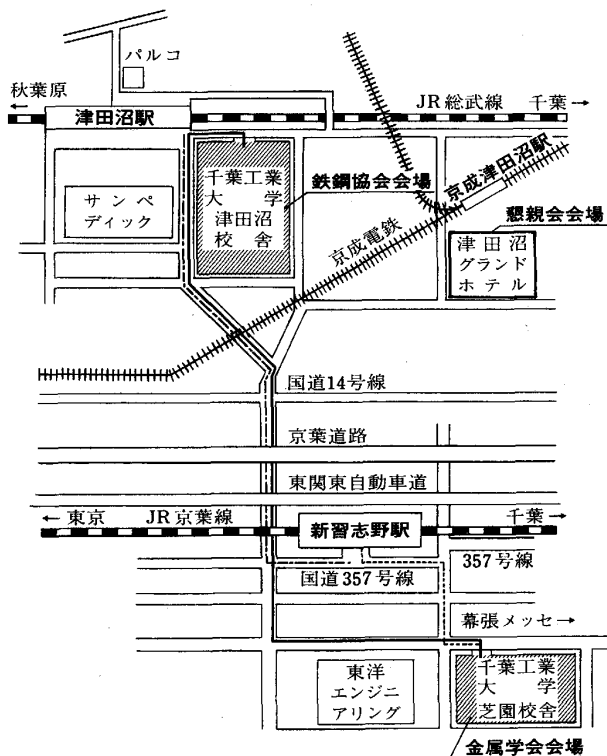 パルコ
秋葉原
←
JR総武線 千葉→
津田沼駅
千葉工業
大学
津田沼
校舎
鉄鋼協会会場
京成津田沼駅
サンペ
ディック
京成電鉄
懇親会会場
津田沼
グランド
ホテル
国道14号線
京葉道路
東関東自動車道
←東京 JR京葉線
新習志野駅
千葉→
国道357号線
357号線
幕張メッセ→
東洋
エンジニ
アリング
千葉工業
大学
芝園校舎
金属学会会場